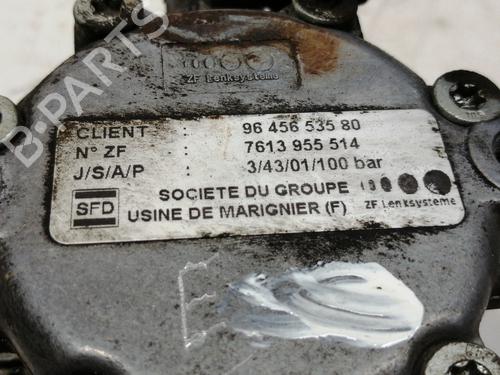 ZF Lenksysteme
CLIENT : 96 456 535 80
N° ZF : 7613 955 514
J/S/A/P : 3/43/01/100 bar
SFD
SOCIETE DU GROUPE
USINE DE MARIGNIER (F)
ZF Lenksysteme
B-PARTS